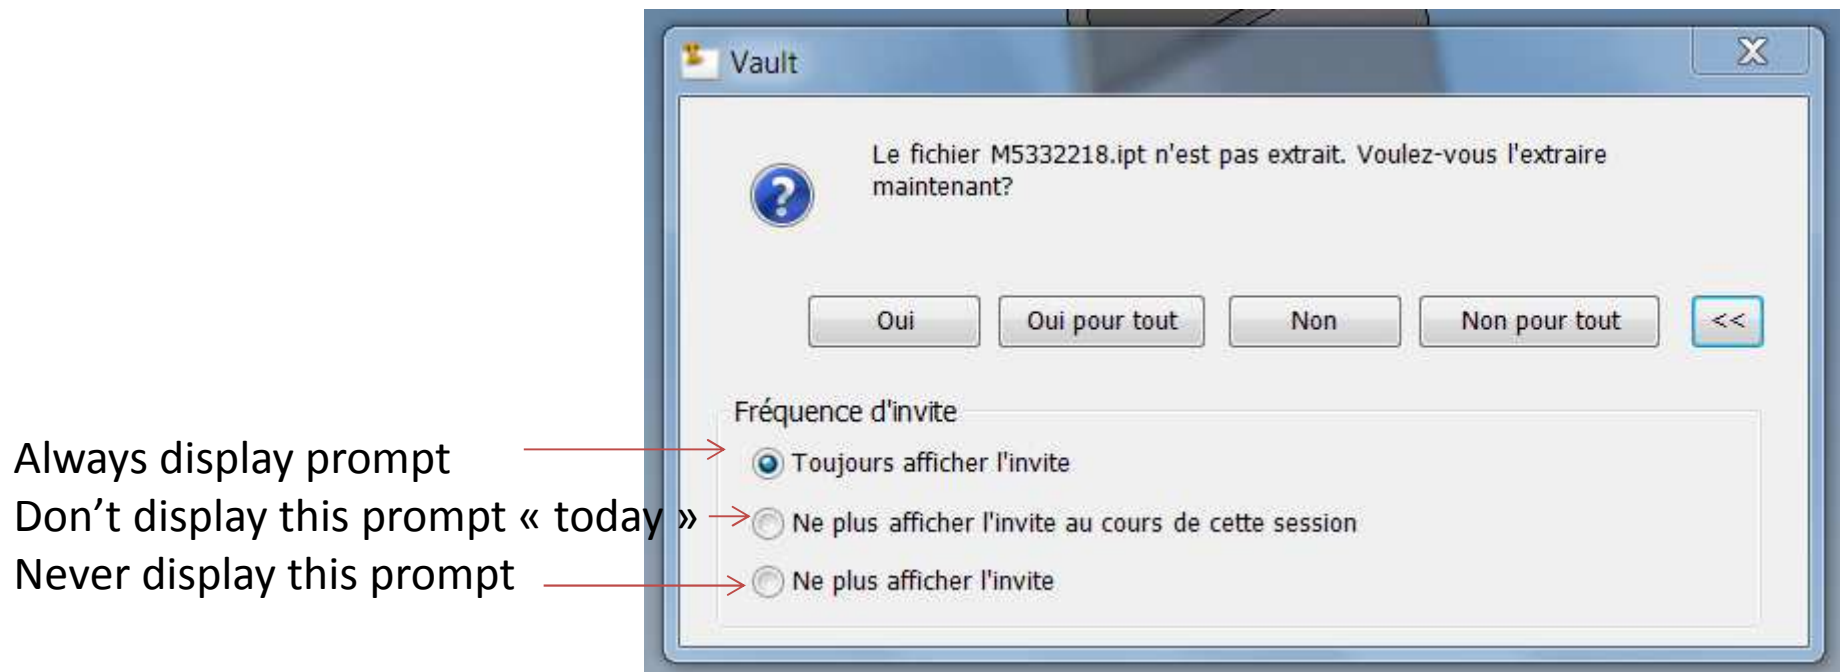 Vault
X
Le fichier M5332218.ipt n'est pas extrait. Voulez-vous l'extraire
maintenant?
?
Oui
Oui pour tout
Non
Non pour tout
<<
Fréquence d'invite
Always display prompt
Toujours afficher l'invite
Don’t display this prompt « today »
Ne plus afficher l'invite au cours de cette session
Never display this prompt
Ne plus afficher l'invite